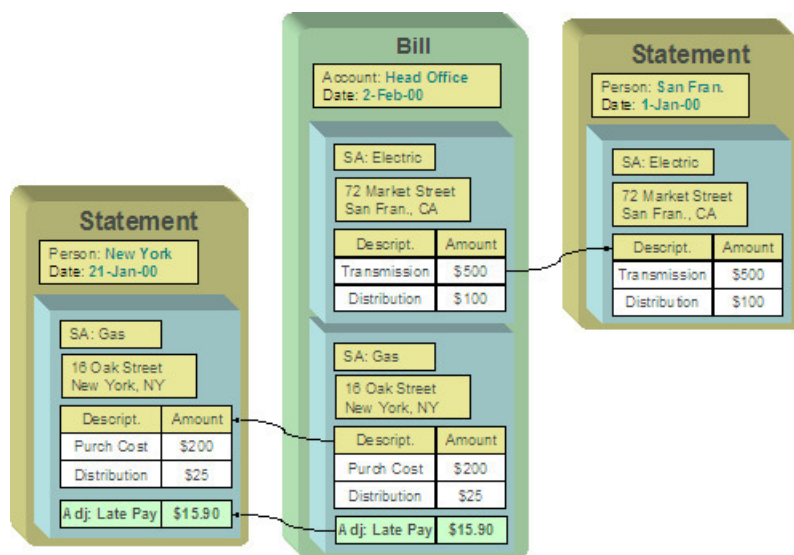 Statement
Person: New York
Date: 21-Jan-00
SA: Gas
16 Oak Street
New York, NY
Descript. Amount
Purch Cost $200
Distribution $25
Adj: Late Pay $15.90
Bill
Account: Head Office
Date: 2-Feb-00
SA: Electric
72 Market Street
San Fran., CA
Descript. Amount
Transmission $500
Distribution $100
SA: Gas
16 Oak Street
New York, NY
Descript. Amount
Purch Cost $200
Distribution $25
Adj: Late Pay $15.90
Statement
Person: San Fran.
Date: 1-Jan-00
SA: Electric
72 Market Street
San Fran., CA
Descript. Amount
Transmission $500
Distribution $100